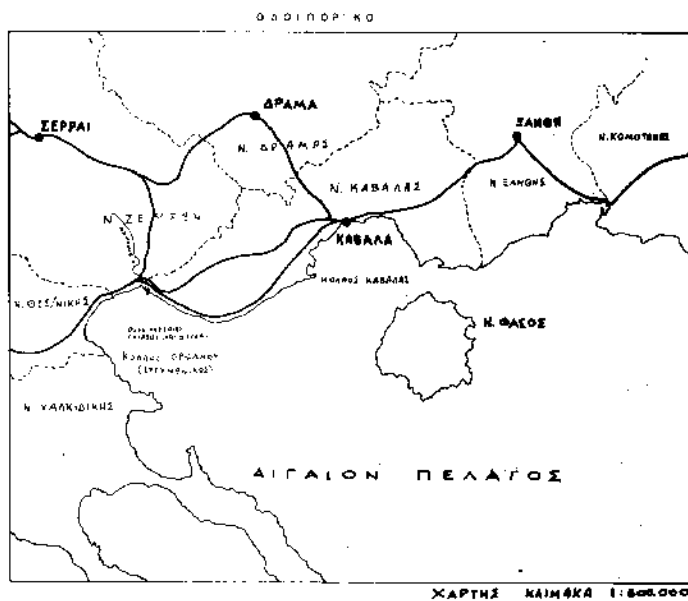 ΟΔΟΙΠΟΡΙΚΟ
ΣΕΡΡΑΙ
ΔΡΑΜΑ
ΞΑΝΘΗ
Ν. ΚΟΜΟΤΗΝΗΣ
Ν. ΔΡΑΜΑΣ
Ν. ΚΑΒΑΛΑΣ
Ν. ΞΑΝΘΗΣ
Ν. ΣΕΡΡΩΝ
ΚΑΒΑΛΑ
ΚΟΛΠΟΣ ΚΑΒΑΛΑΣ
Ν. ΘΕΣ/ΝΙΚΗΣ
Ν. ΘΑΣΟΣ
ΚΟΛΠΟΣ ΟΡΦΑΝΟΥ
(ΣΤΡΥΜΟΝΙΚΟΣ)
Ν. ΧΑΛΚΙΔΙΚΗΣ
ΑΙΓΑΙΟΝ ΠΕΛΑΓΟΣ
ΧΑΡΤΗΣ ΚΛΙΜΑΚΑ 1:800.000